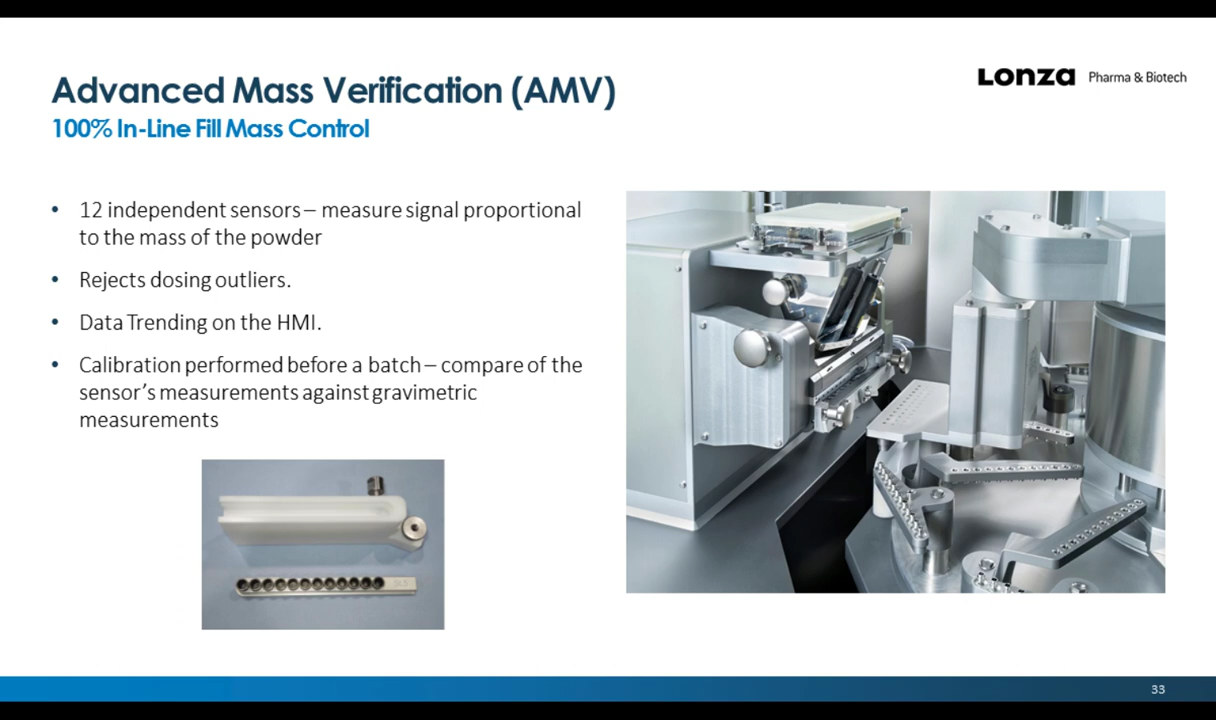 Advanced Mass Verification (AMV)
Lonza Pharma & Biotech
100% In-Line Fill Mass Control
• 12 independent sensors – measure signal proportional
to the mass of the powder
• Rejects dosing outliers.
• Data Trending on the HMI.
• Calibration performed before a batch – compare of the
sensor's measurements against gravimetric
measurements
33